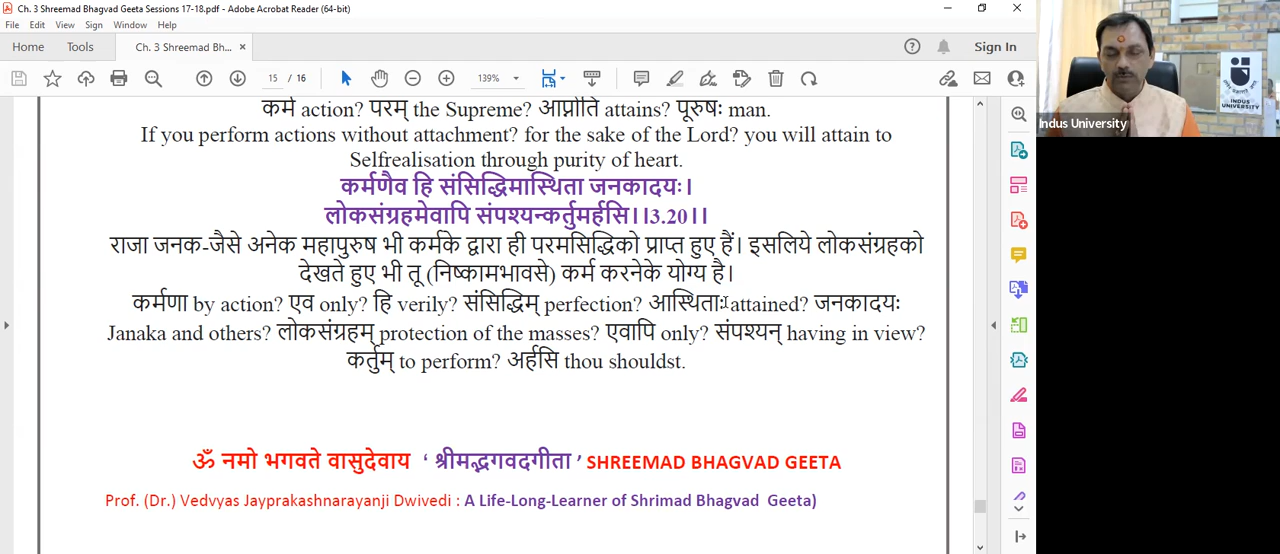 Ch. 3 Shreemad Bhagvad Geeta Sessions 17-18.pdf - Adobe Acrobat Reader (64-bit)
File Edit View Sign Window Help
Home Tools Ch. 3 Shreemad Bh... Sign In
15 / 16 139%
कर्म action? परम् the Supreme? आप्नोति attains? पूरुषः man.
If you perform actions without attachment? for the sake of the Lord? you will attain to
Selfrealisation through purity of heart.
कर्मणैव हि संसिद्धिमास्थिता जनकादयः।
लोकसंग्रहमेवापि संपश्यन्कर्तुमर्हसि।।3.20।।
राजा जनक-जैसे अनेक महापुरुष भी कर्मके द्वारा ही परमसिद्धिको प्राप्त हुए हैं। इसलिये लोकसंग्रहको
देखते हुए भी तू (निष्कामभावसे) कर्म करनेके योग्य है।
कर्मणा by action? एव only? हि verily? संसिद्धिम् perfection? आस्थिताः attained? जनकादयः
Janaka and others? लोकसंग्रहम् protection of the masses? एवापि only? संपश्यन् having in view?
कर्तुम् to perform? अर्हसि thou shouldst.
ॐ नमो भगवते वासुदेवाय ‘ श्रीमद्भगवदगीता ’ SHREEMAD BHAGVAD GEETA
Prof. (Dr.) Vedvyas Jayprakashnarayanji Dwivedi : A Life-Long-Learner of Shrimad Bhagvad Geeta)
INDUS
UNIVERSITY
Indus University